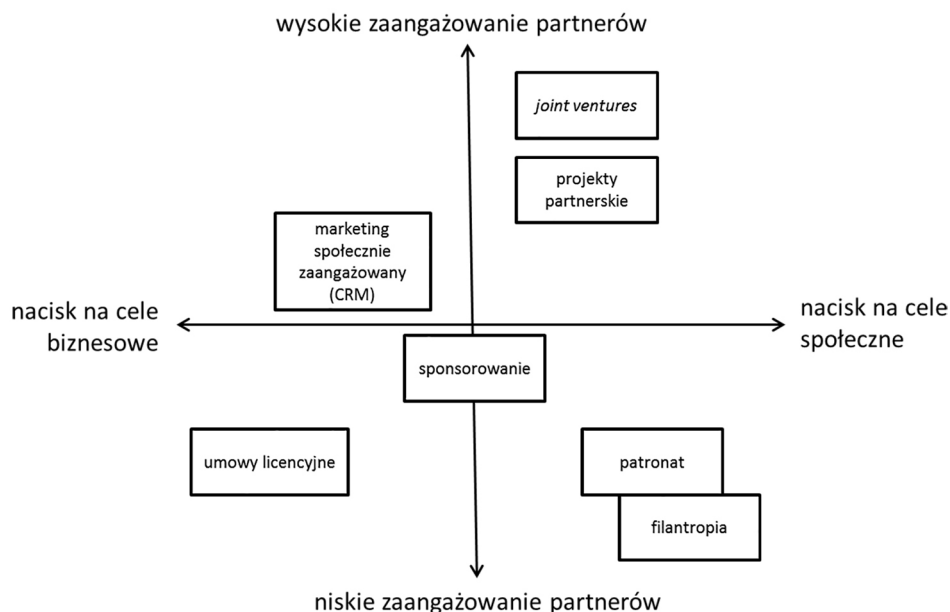 wysokie zaangażowanie partnerów
joint ventures
projekty
partnerskie
marketing
społecznie
zaangażowany
(CRM)
nacisk na cele
biznesowe
nacisk na cele
społeczne
sponsorowanie
umowy licencyjne
patronat
filantropia
niskie zaangażowanie partnerów